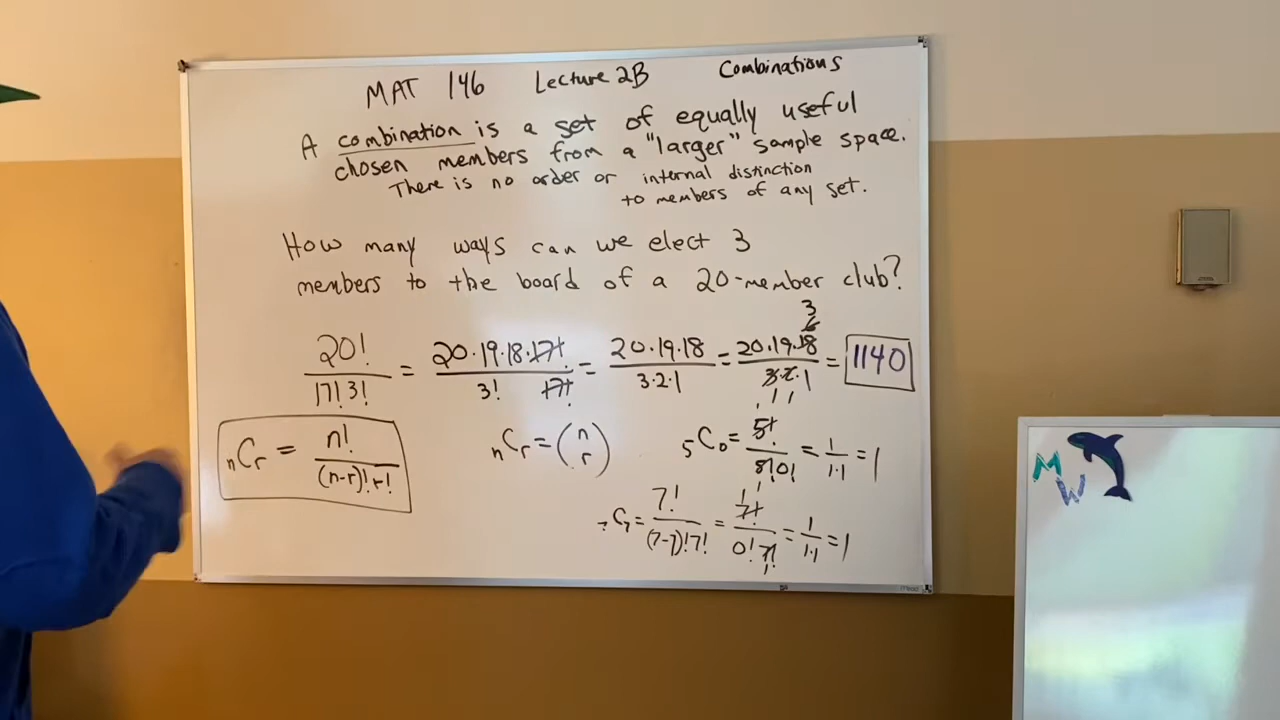 MAT 146 Lecture 2B Combinations
A combination is a set of equally useful
chosen members from a "larger" sample space.
There is no order or internal distinction
to members of any set.
How many ways can we elect 3
members to the board of a 20-member club?
20!/(17! 3!) = (20·19·18·17!)/(3! 17!) = (20·19·18)/(3·2·1) = (20·19·18)/(3·2·1) = 1140
3
6
1 1
nCr = n!/((n-r)! r!)
nCr = (n r)
5C0 = 5!/(5! 0!) = 1/(1·1) = 1
7C7 = 7!/((7-7)! 7!) = 7!/(0! 7!) = 1/(1·1) = 1
M
W